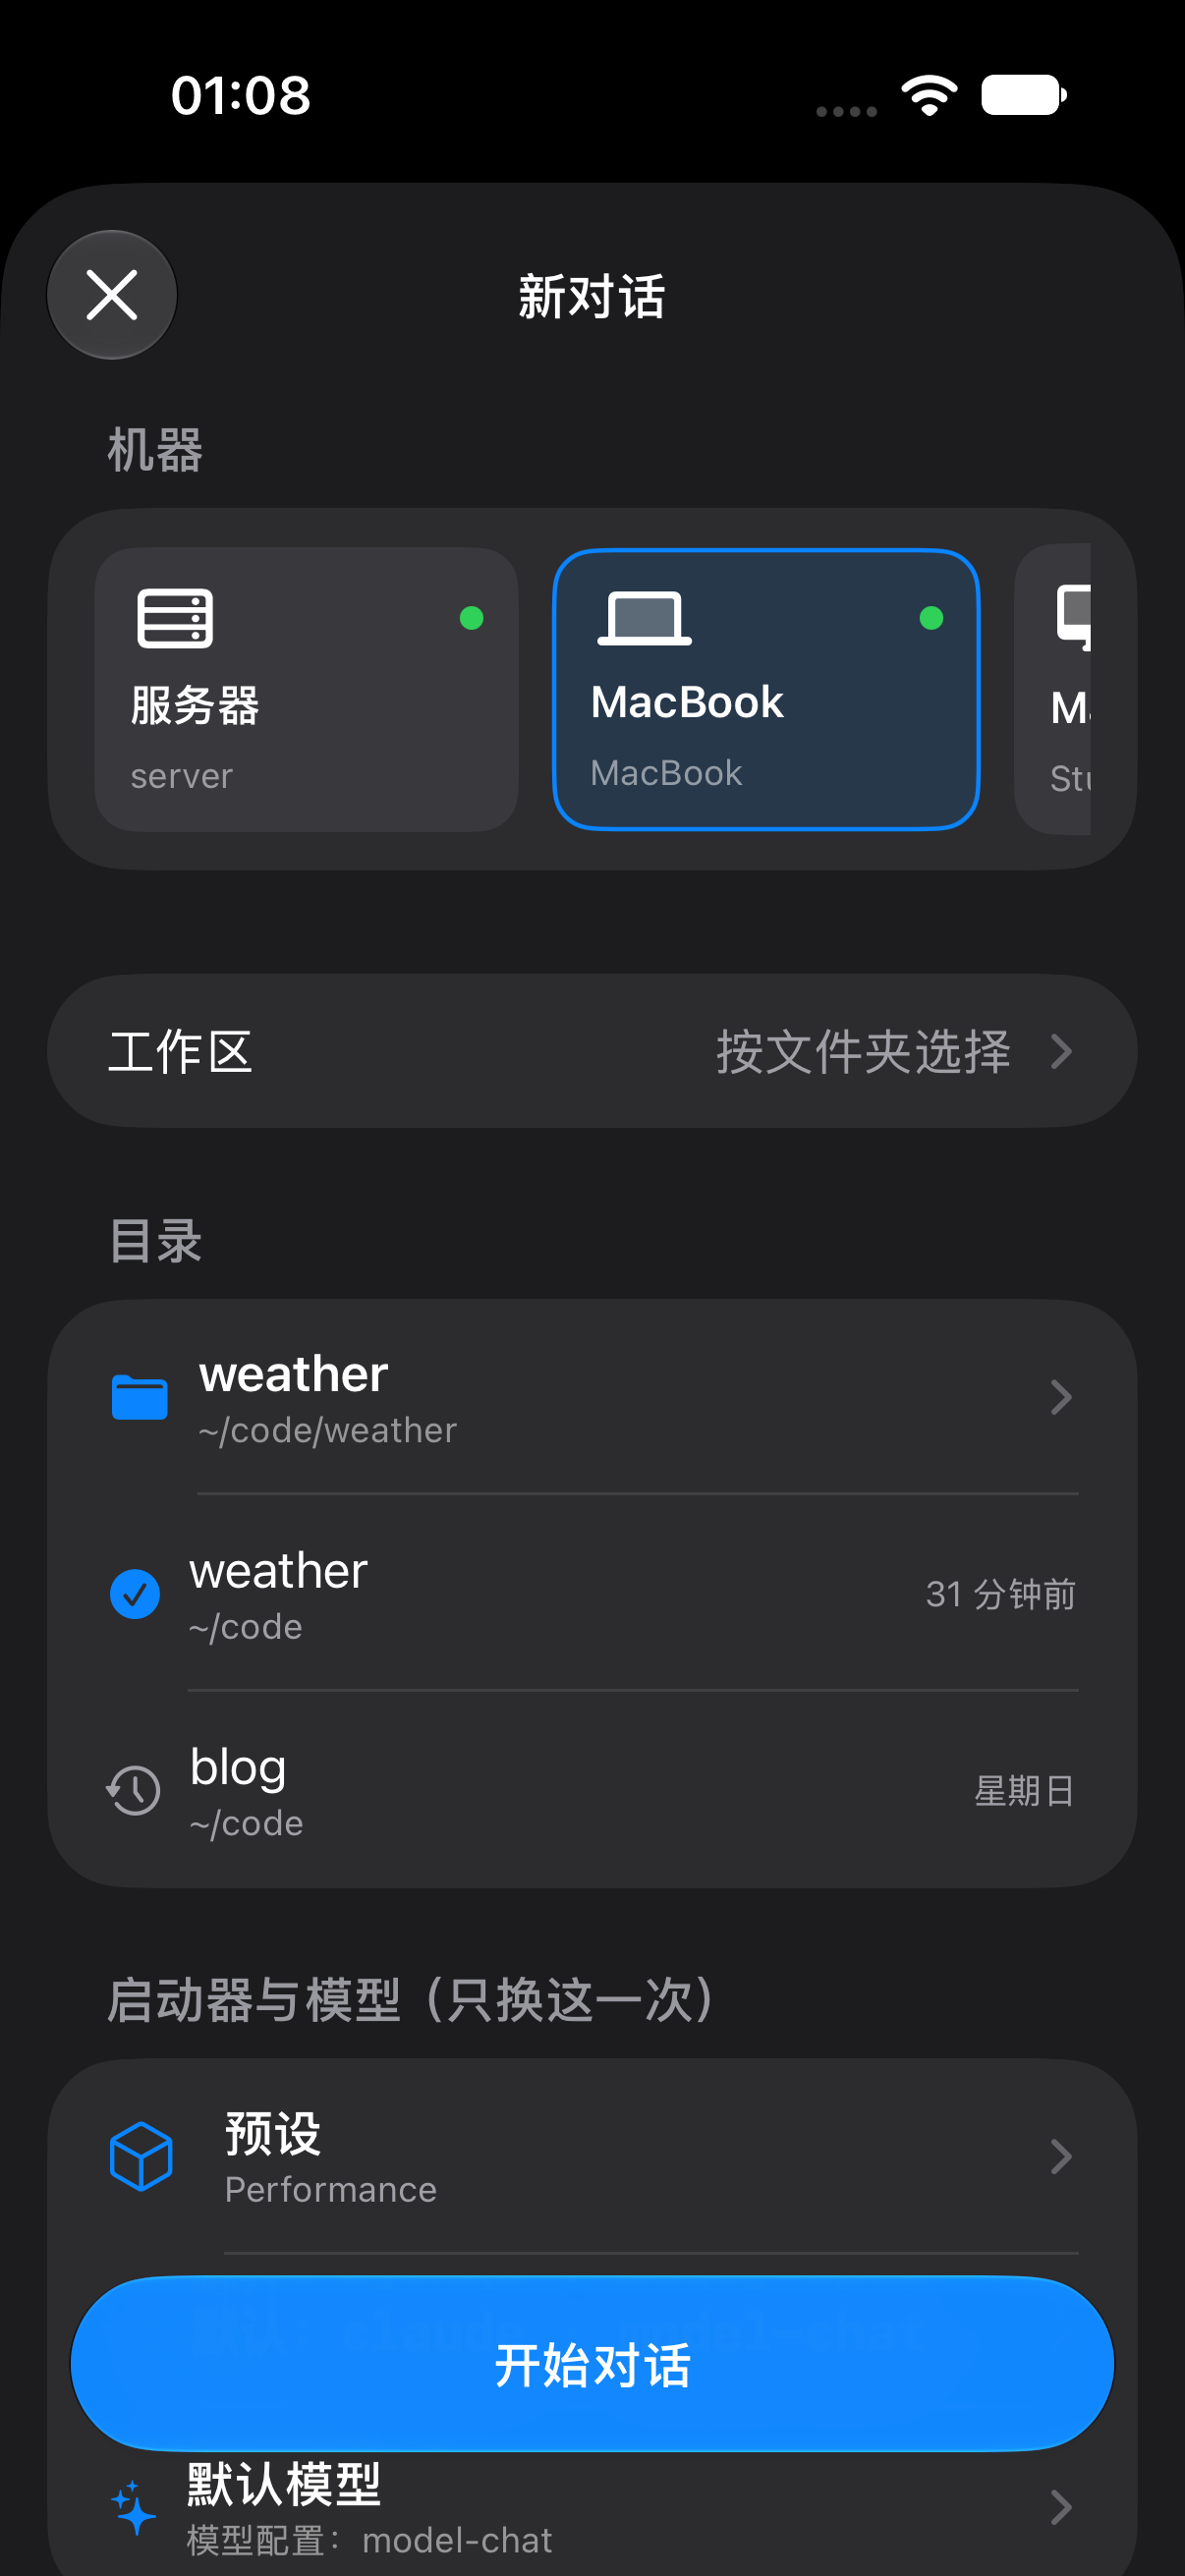 01:08
新对话
机器
服务器
server
MacBook
MacBook
工作区
按文件夹选择
目录
weather
~/code/weather
weather
~/code
31 分钟前
blog
~/code
星期日
启动器与模型（只换这一次）
预设
Performance
开始对话
默认模型
模型配置：model-chat